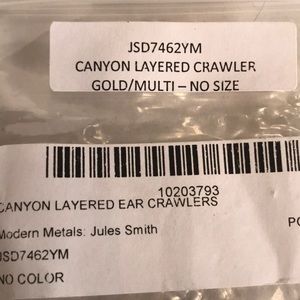 JSD7462YM
CANYON LAYERED CRAWLER
GOLD/MULTI – NO SIZE
10203793
CANYON LAYERED EAR CRAWLERS
Modern Metals: Jules Smith
PO
JSD7462YM
NO COLOR